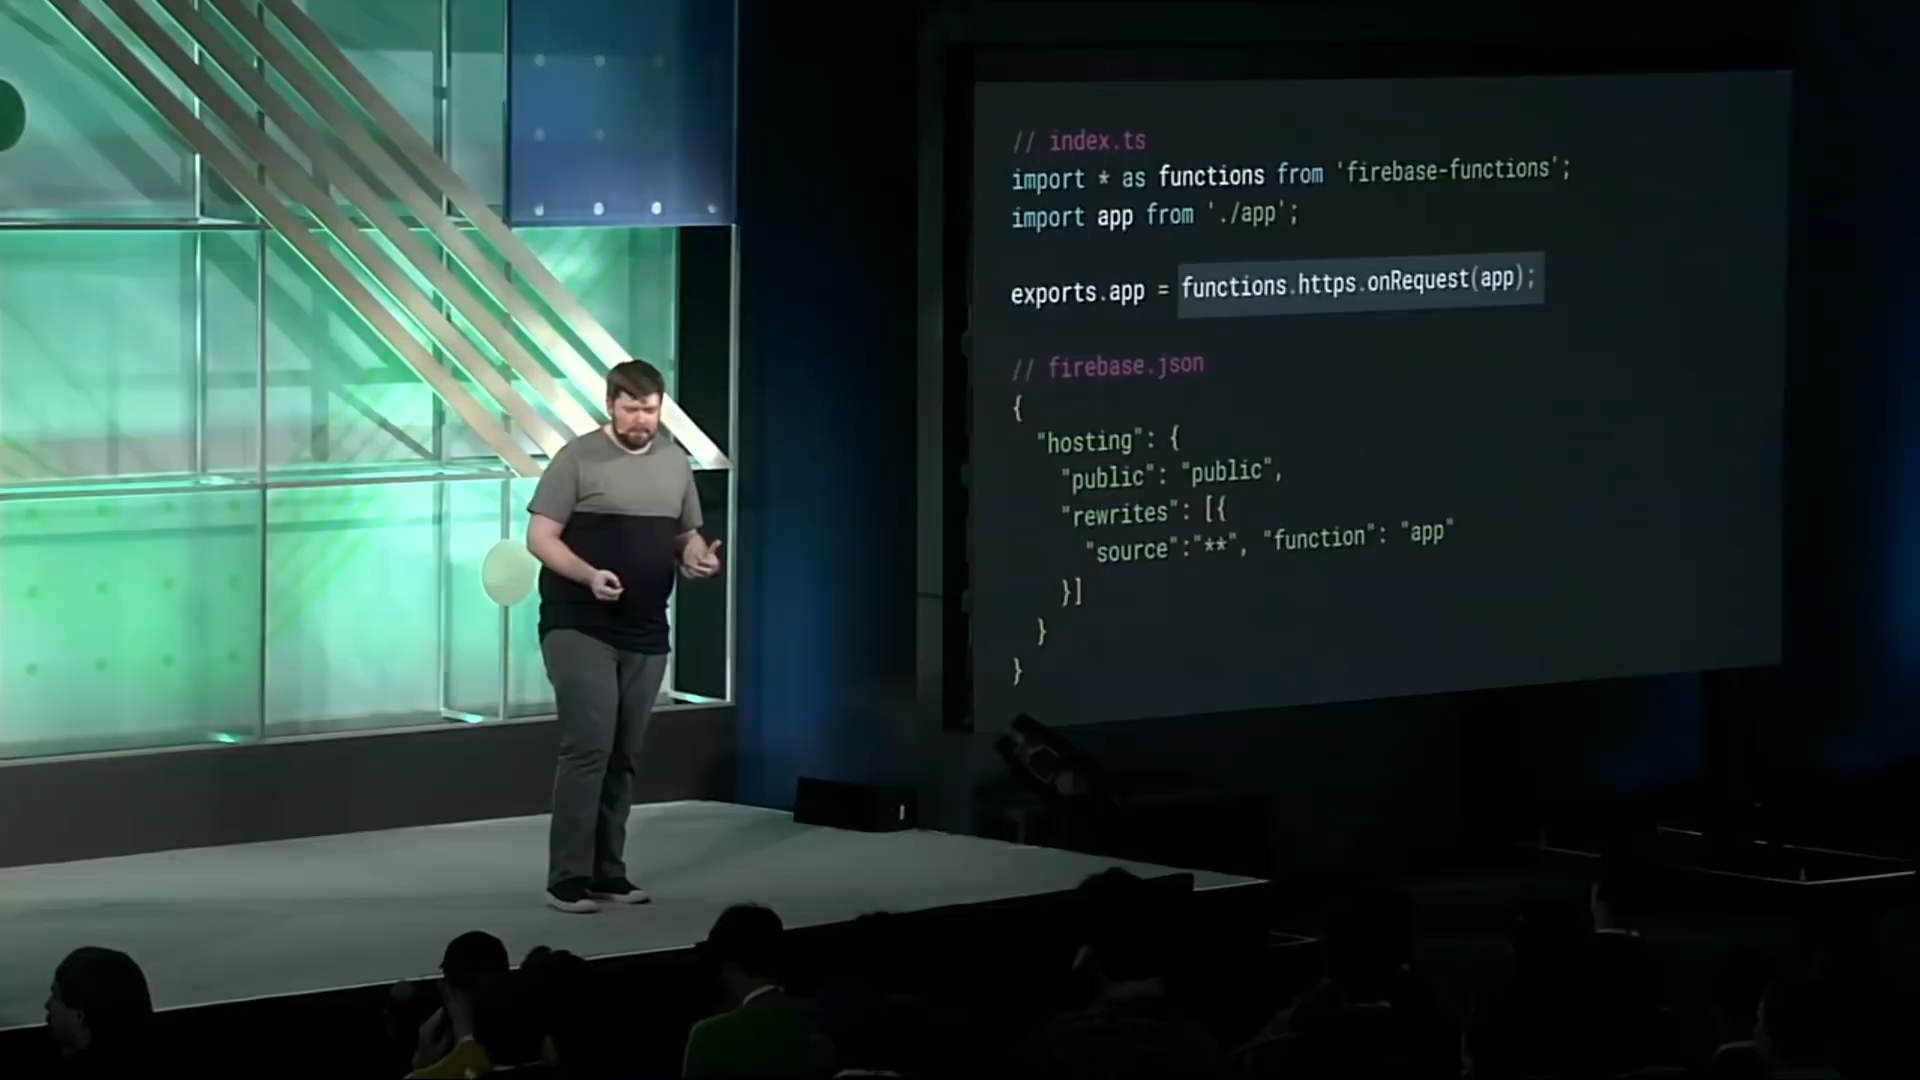 // index.ts
import * as functions from 'firebase-functions';
import app from './app';
exports.app = functions.https.onRequest(app);
// firebase.json
{
"hosting": {
"public": "public",
"rewrites": [{
"source":"**", "function": "app"
}]
}
}